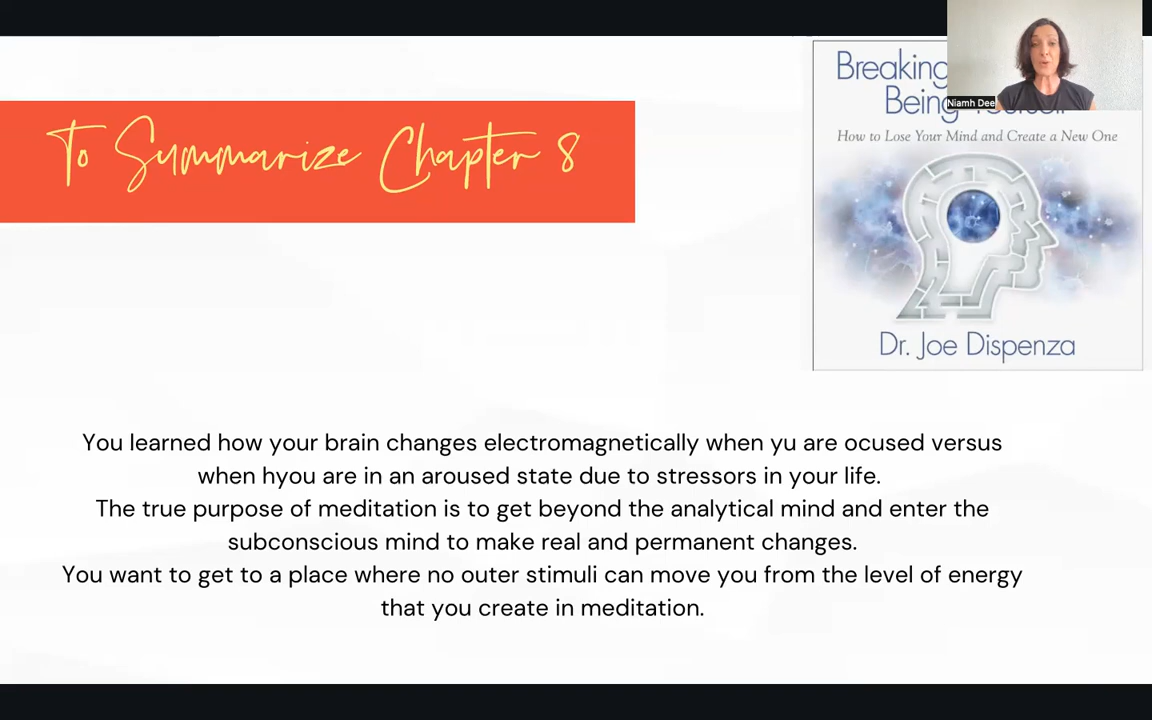 To Summarize Chapter 8
Breaking
Being
Niamh Dee
How to Lose Your Mind and Create a New One
Dr. Joe Dispenza
You learned how your brain changes electromagnetically when yu are ocused versus
when hyou are in an aroused state due to stressors in your life.
The true purpose of meditation is to get beyond the analytical mind and enter the
subconscious mind to make real and permanent changes.
You want to get to a place where no outer stimuli can move you from the level of energy
that you create in meditation.